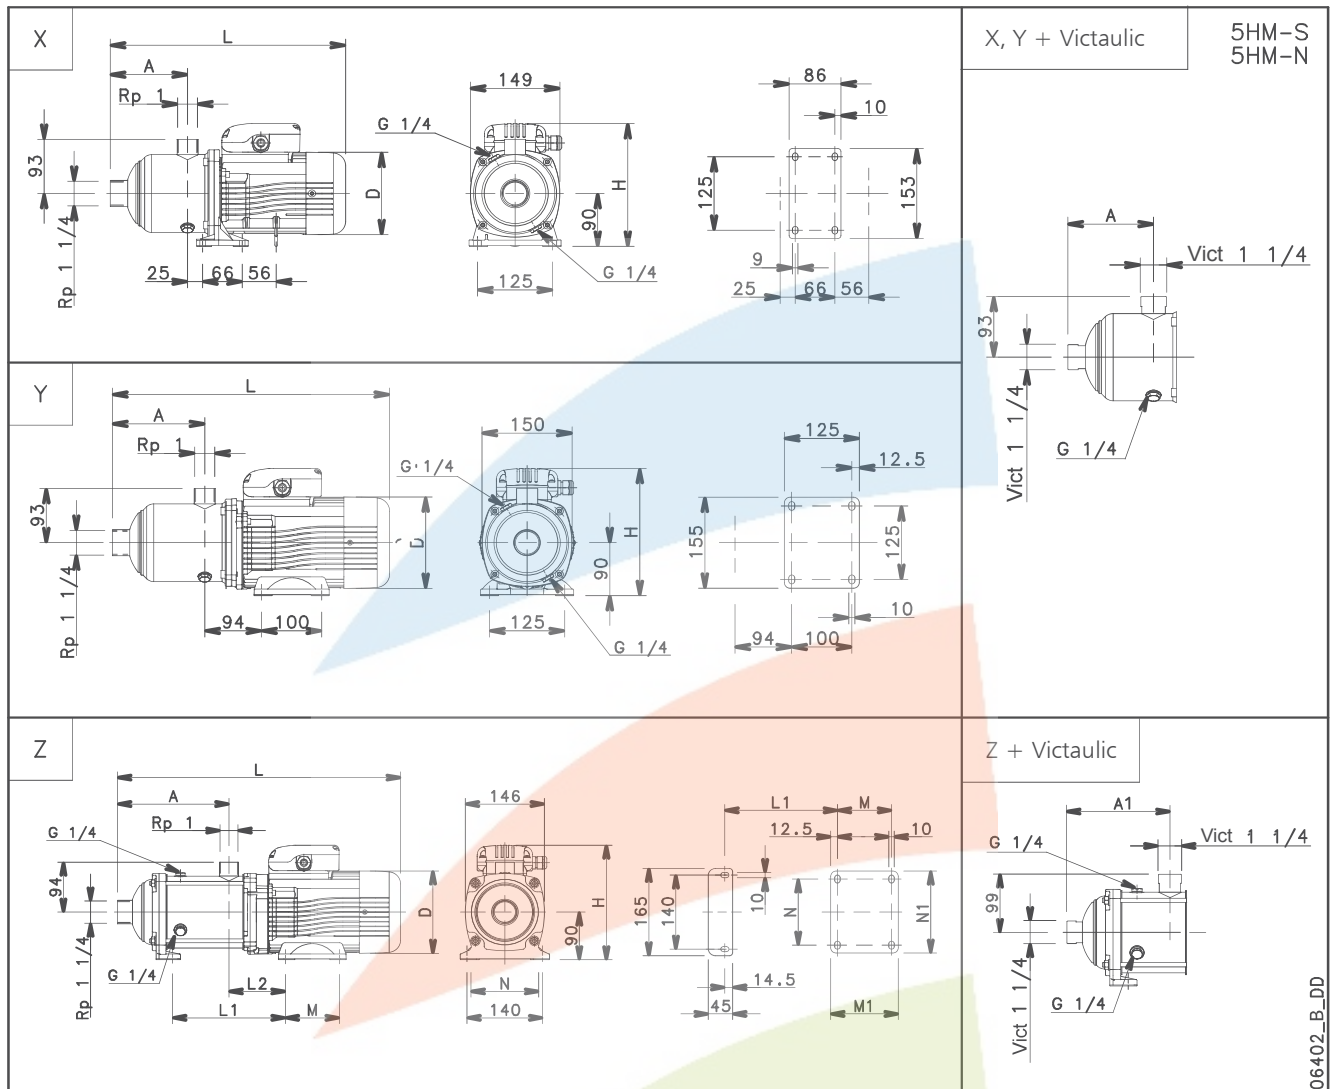 X
L
A
Rp 1
93
Rp 1 1/4
25
66
56
D
149
G 1/4
H
90
G 1/4
125
86
10
125
153
9
25
66
56
X, Y + Victaulic
5HM-S
5HM-N
A
Vict 1 1/4
93
Vict 1 1/4
G 1/4
Y
L
A
Rp 1
93
Rp 1 1/4
94
100
D
150
G 1/4
H
90
125
G 1/4
125
12.5
155
125
10
94
100
Z
L
A
Rp 1
G 1/4
94
Rp 1 1/4
G 1/4
L2
L1
M
D
146
H
90
N
140
L1
M
12.5
10
165
140
10
N
N1
14.5
45
M1
Z + Victaulic
A1
G 1/4
Vict 1 1/4
99
Vict 1 1/4
G 1/4
06402_B_DD